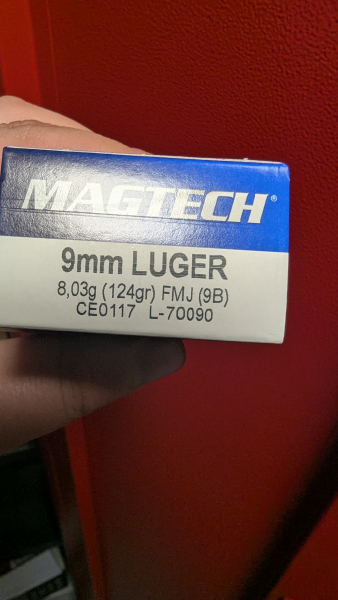 MAGTECH®
9mm LUGER
8,03g (124gr) FMJ (9B)
CE0117 L-70090